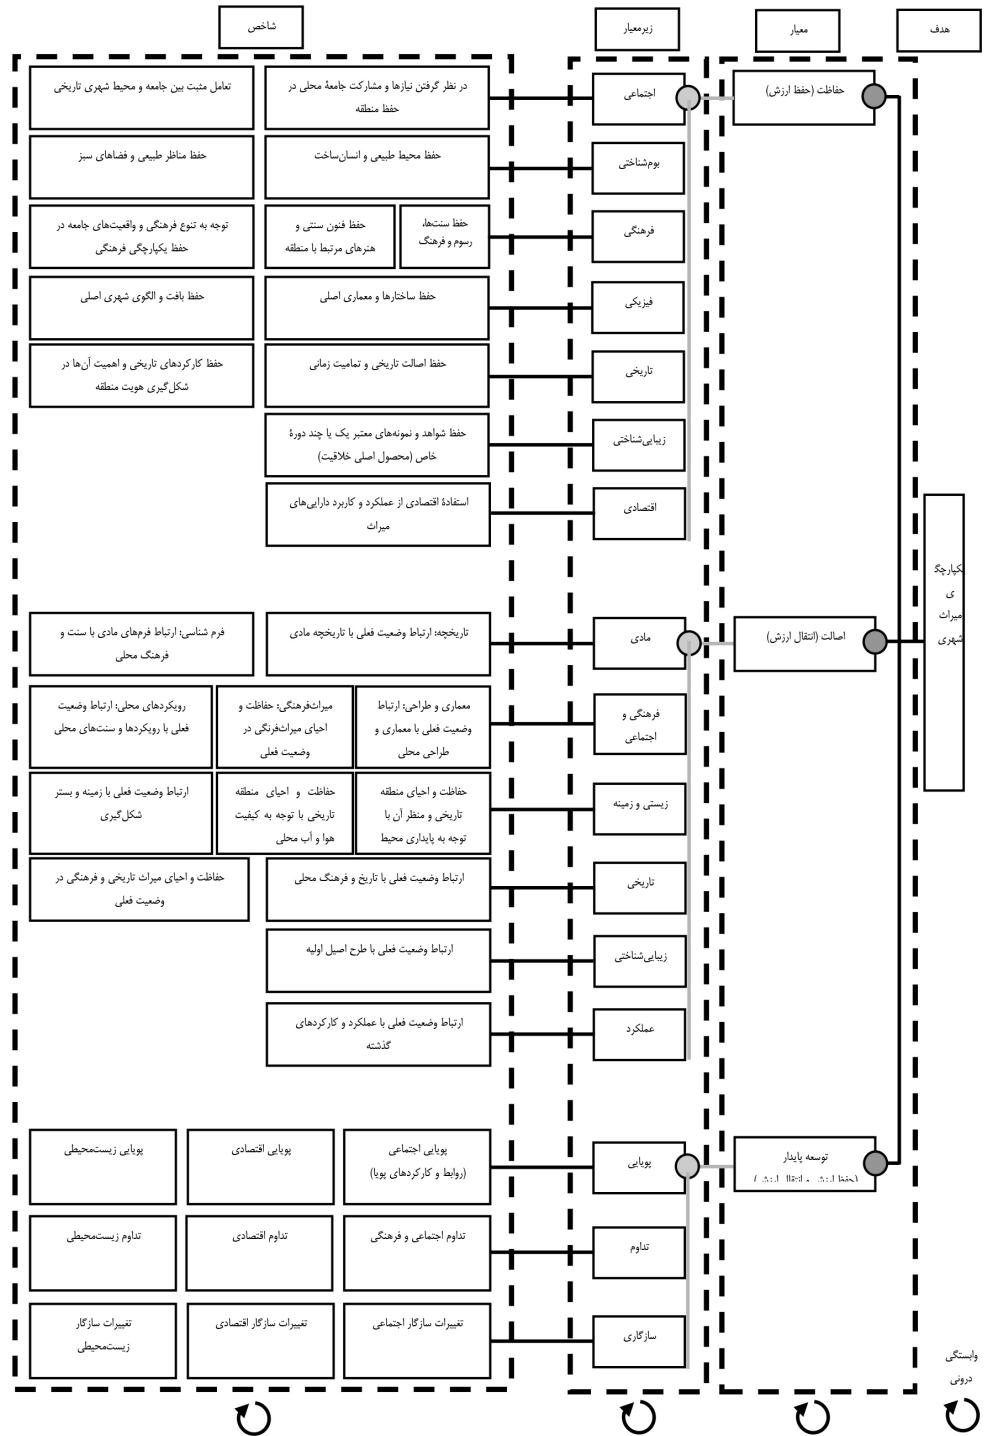 هدف
معیار
زیرمعیار
شاخص
یکپارچگ
ی
میراث
شهری
حفاظت (حفظ ارزش)
اجتماعی
در نظر گرفتن نیازها و مشارکت جامعهٔ محلی در
حفظ منطقه
تعامل مثبت بین جامعه و محیط شهری تاریخی
بوم‌شناختی
حفظ محیط طبیعی و انسان‌ساخت
حفظ مناظر طبیعی و فضاهای سبز
فرهنگی
حفظ سنت‌ها،
رسوم و فرهنگ
حفظ فنون سنتی و
هنرهای مرتبط با منطقه
توجه به تنوع فرهنگی و واقعیت‌های جامعه در
حفظ یکپارچگی فرهنگی
فیزیکی
حفظ ساختارها و معماری اصلی
حفظ بافت و الگوی شهری اصلی
تاریخی
حفظ اصالت تاریخی و تمامیت زمانی
حفظ کارکردهای تاریخی و اهمیت آن‌ها در
شکل‌گیری هویت منطقه
زیبایی‌شناختی
حفظ شواهد و نمونه‌های معتبر یک یا چند دورهٔ
خاص (محصول اصلی خلاقیت)
اقتصادی
استفادهٔ اقتصادی از عملکرد و کاربرد دارایی‌های
میراث
اصالت (انتقال ارزش)
مادی
تاریخچه: ارتباط وضعیت فعلی با تاریخچه مادی
فرم شناسی: ارتباط فرم‌های مادی با سنت و
فرهنگ محلی
فرهنگی و
اجتماعی
معماری و طراحی: ارتباط
وضعیت فعلی با معماری و
طراحی محلی
میراث‌فرهنگی: حفاظت و
احیای میراث‌فرنگی در
وضعیت فعلی
رویکردهای محلی: ارتباط وضعیت
فعلی با رویکردها و سنت‌های محلی
زیستی و زمینه
حفاظت و احیای منطقه
تاریخی و منظر آن با
توجه به پایداری محیط
حفاظت و احیای منطقه
تاریخی با توجه به کیفیت
هوا و آب محلی
ارتباط وضعیت فعلی با زمینه و بستر
شکل‌گیری
تاریخی
ارتباط وضعیت فعلی با تاریخ و فرهنگ محلی
حفاظت و احیای میراث تاریخی و فرهنگی در
وضعیت فعلی
زیبایی‌شناختی
ارتباط وضعیت فعلی با طرح اصیل اولیه
عملکرد
ارتباط وضعیت فعلی با عملکرد و کارکردهای
گذشته
توسعه پایدار
(حفظ ارزش و انتقال ارزش)
پویایی
پویایی اجتماعی
(روابط و کارکردهای پویا)
پویایی اقتصادی
پویایی زیست‌محیطی
تداوم
تداوم اجتماعی و فرهنگی
تداوم اقتصادی
تداوم زیست‌محیطی
سازگاری
تغییرات سازگار اجتماعی
تغییرات سازگار اقتصادی
تغییرات سازگار
زیست‌محیطی
وابستگی
درونی